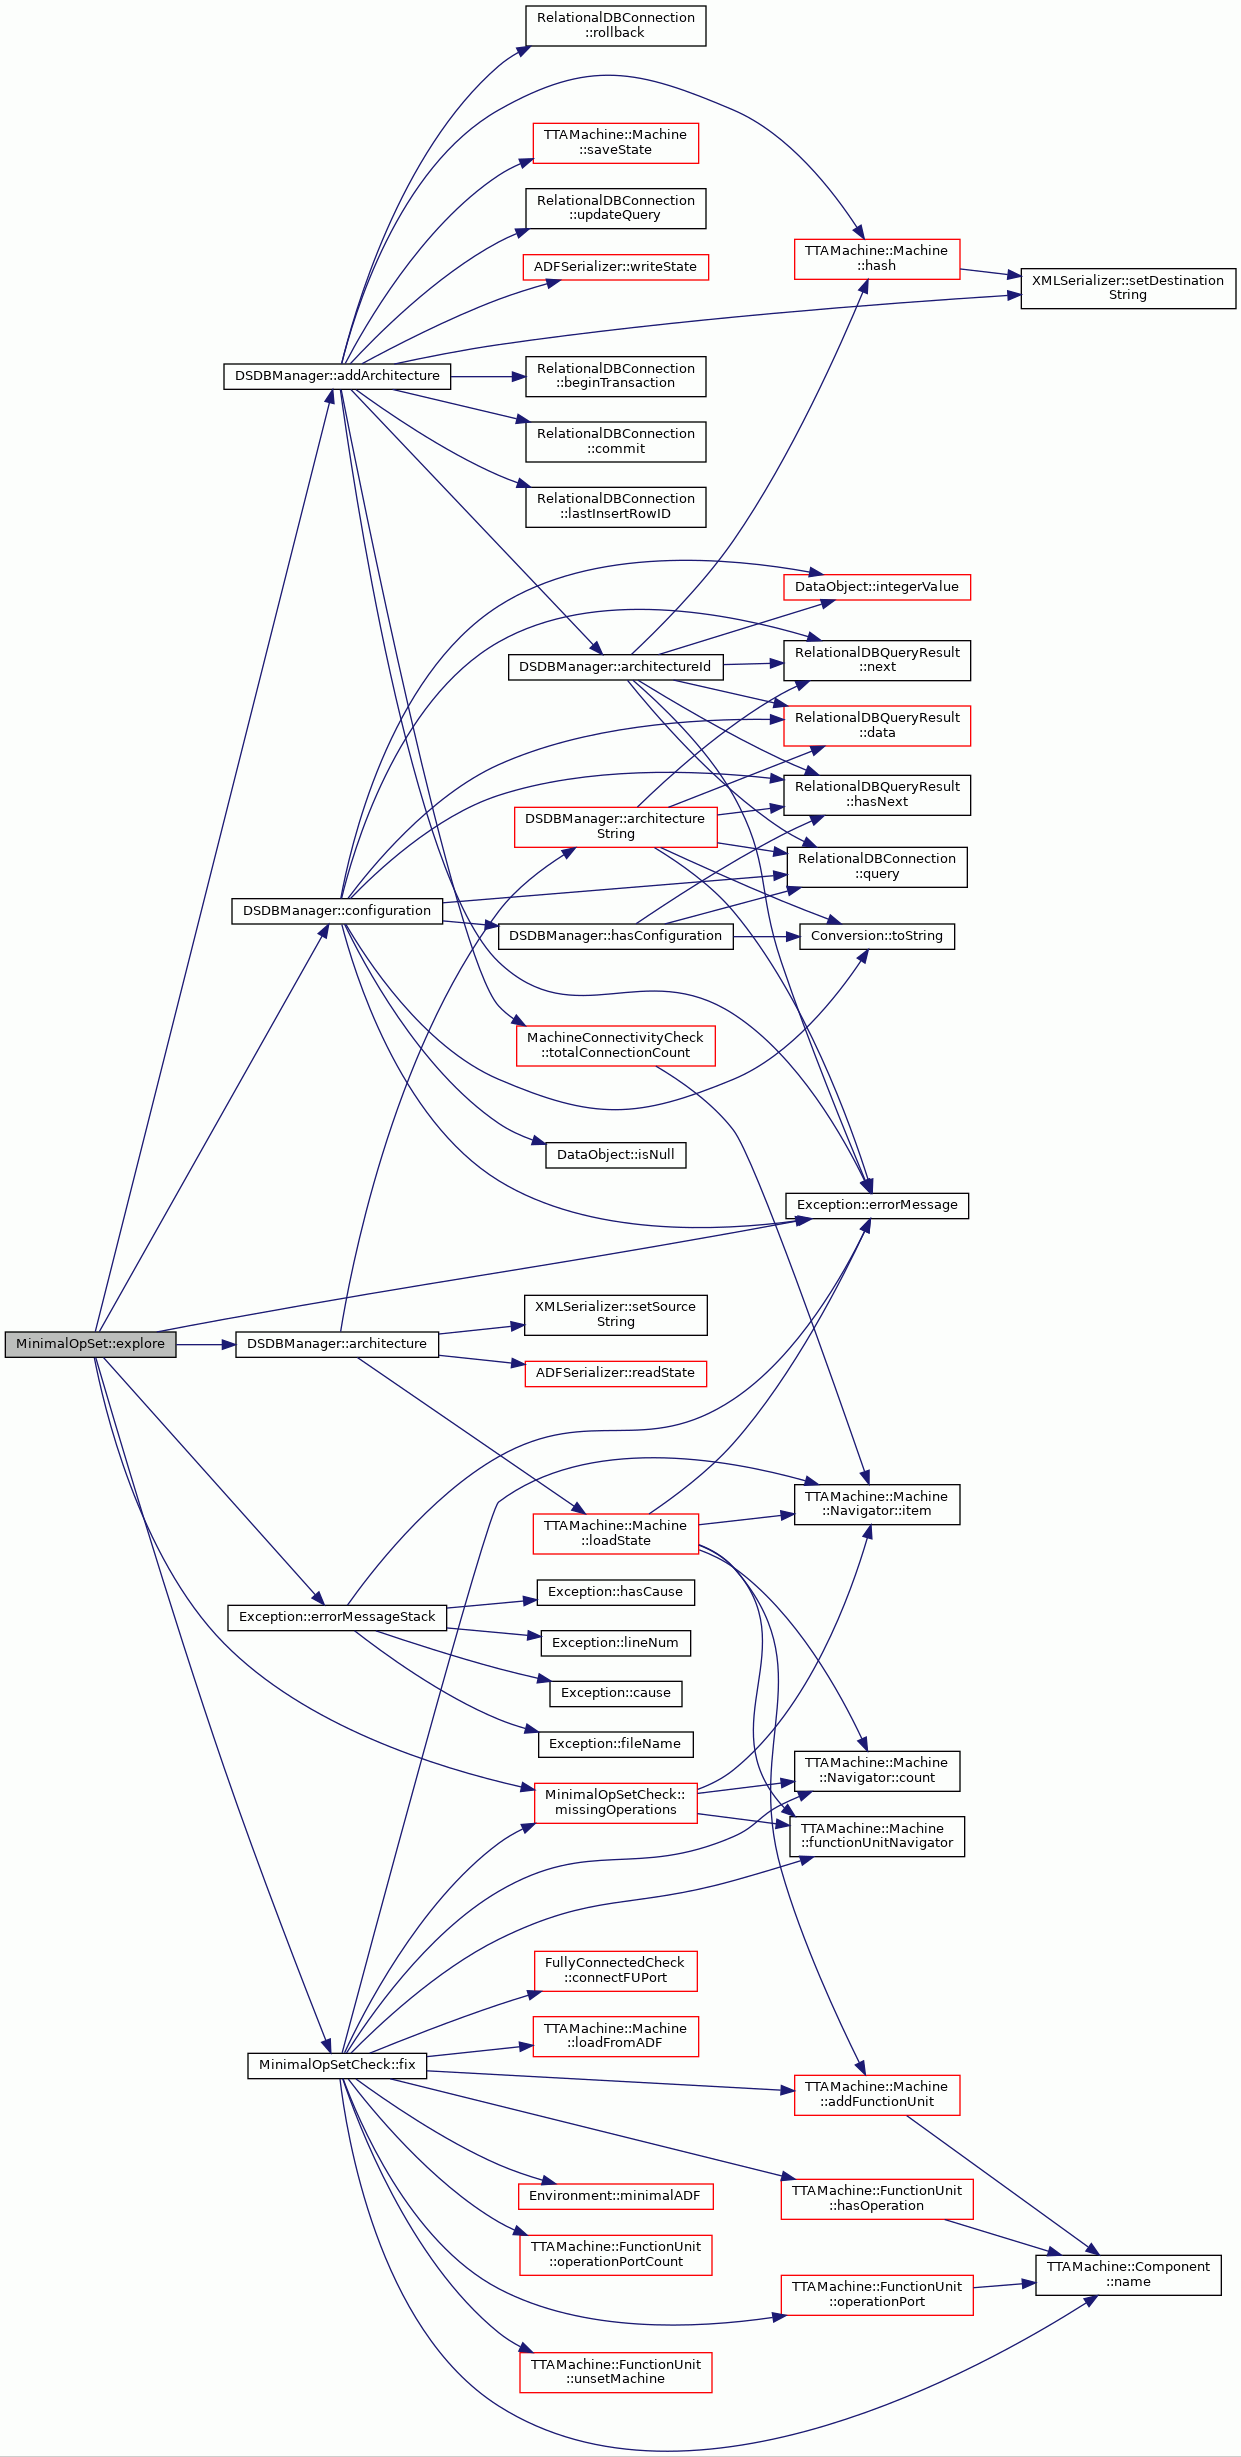 RelationalDBConnection
::rollback
TTAMachine::Machine
::saveState
RelationalDBConnection
::updateQuery
TTAMachine::Machine
::hash
ADFSerializer::writeState
XMLSerializer::setDestination
String
DSDBManager::addArchitecture
RelationalDBConnection
::beginTransaction
RelationalDBConnection
::commit
RelationalDBConnection
::lastInsertRowID
DataObject::integerValue
DSDBManager::architectureId
RelationalDBQueryResult
::next
RelationalDBQueryResult
::data
RelationalDBQueryResult
::hasNext
DSDBManager::architecture
String
RelationalDBConnection
::query
DSDBManager::configuration
DSDBManager::hasConfiguration
Conversion::toString
MachineConnectivityCheck
::totalConnectionCount
DataObject::isNull
Exception::errorMessage
XMLSerializer::setSource
String
MinimalOpSet::explore
DSDBManager::architecture
ADFSerializer::readState
TTAMachine::Machine
::Navigator::item
TTAMachine::Machine
::loadState
Exception::hasCause
Exception::errorMessageStack
Exception::lineNum
Exception::cause
Exception::fileName
TTAMachine::Machine
::Navigator::count
MinimalOpSetCheck::
missingOperations
TTAMachine::Machine
::functionUnitNavigator
FullyConnectedCheck
::connectFUPort
TTAMachine::Machine
::loadFromADF
MinimalOpSetCheck::fix
TTAMachine::Machine
::addFunctionUnit
Environment::minimalADF
TTAMachine::FunctionUnit
::hasOperation
TTAMachine::FunctionUnit
::operationPortCount
TTAMachine::Component
::name
TTAMachine::FunctionUnit
::operationPort
TTAMachine::FunctionUnit
::unsetMachine